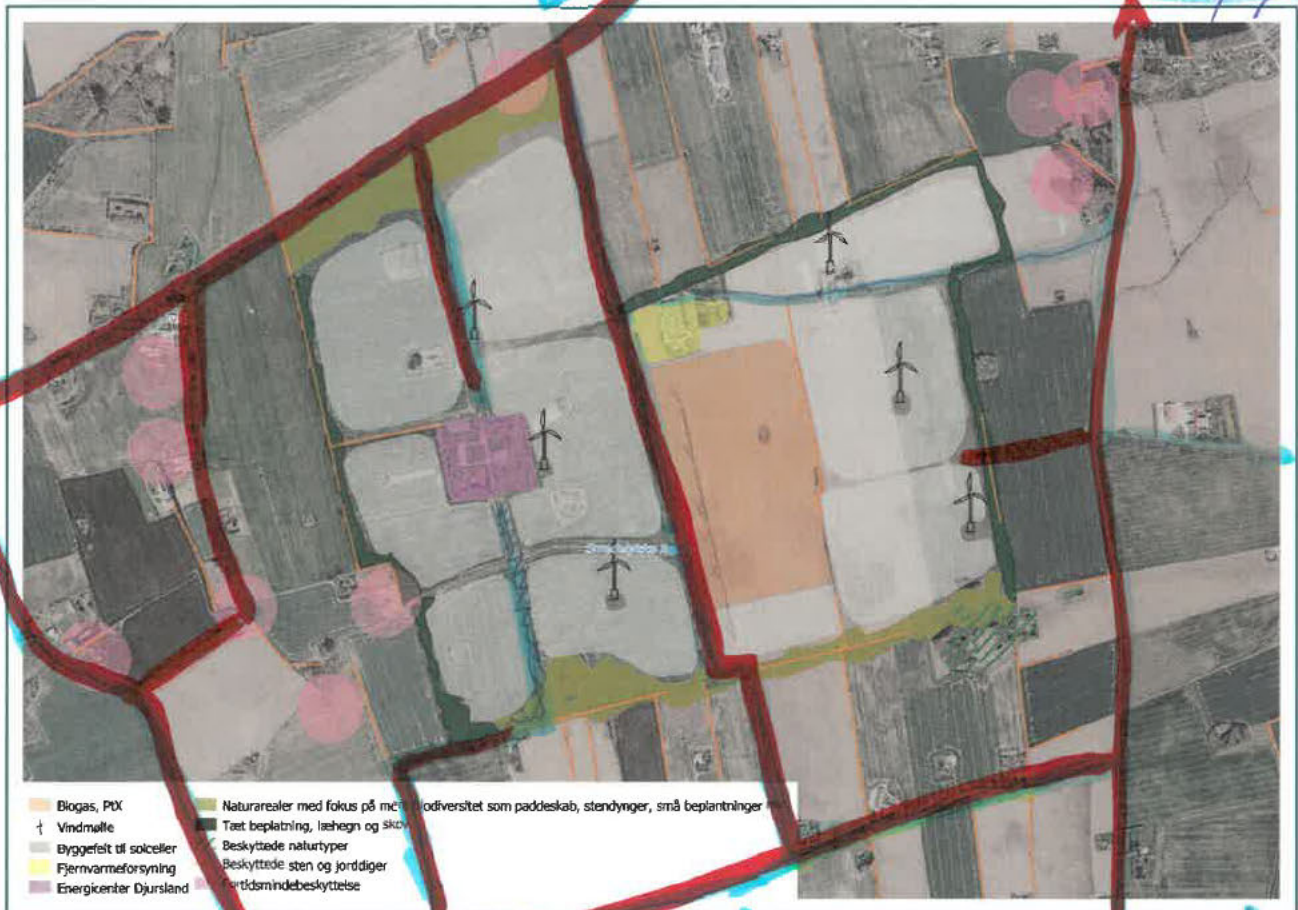 Biogas, PtX
Vindmølle
Byggefelt til solceller
Fjernvarmeforsyning
Energicenter Djursland
Naturarealer med fokus på mere biodiversitet som paddeskab, stendynger, små beplantninger
Tæt beplatning, læhegn og skov
Beskyttede naturtyper
Beskyttede sten og jorddiger
Fortidsmindebeskyttelse